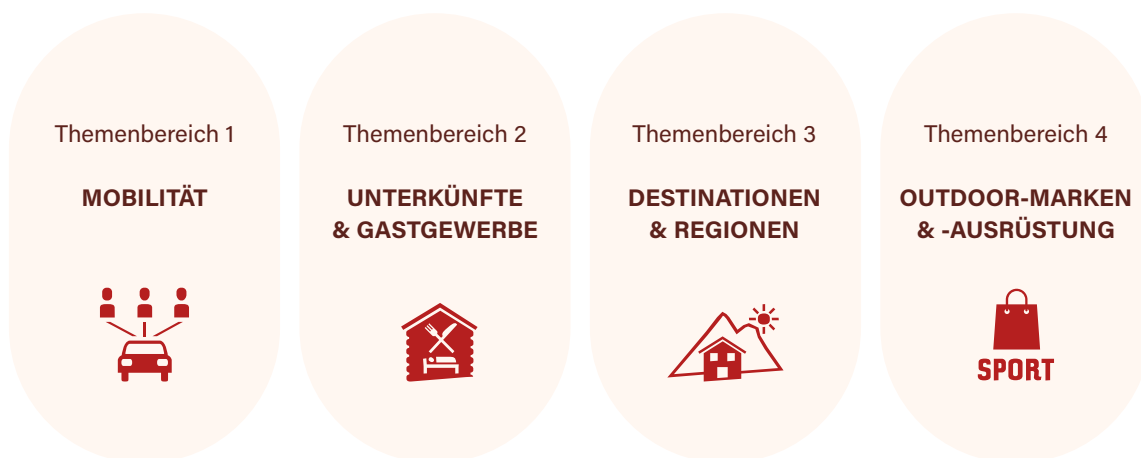 Themenbereich 1
MOBILITÄT
Themenbereich 2
UNTERKÜNFTE
& GASTGEWERBE
Themenbereich 3
DESTINATIONEN
& REGIONEN
Themenbereich 4
OUTDOOR-MARKEN
& -AUSRÜSTUNG
SPORT